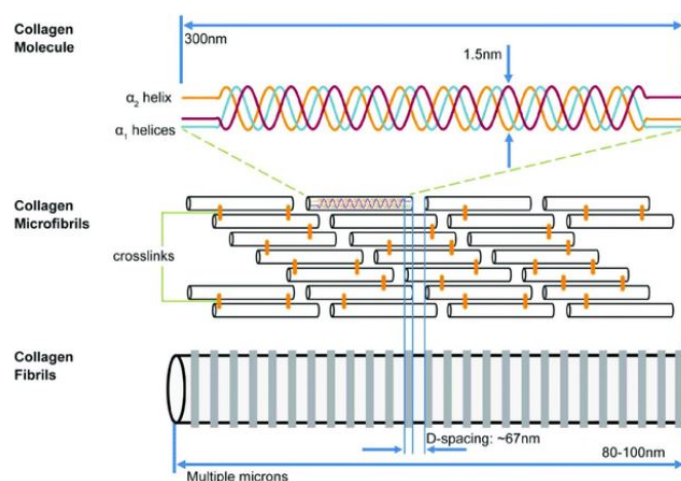 Collagen
Molecule
300nm
1.5nm
α₂ helix
α₁ helices
Collagen
Microfibrils
crosslinks
Collagen
Fibrils
D-spacing: ~67nm
80-100nm
Multiple microns